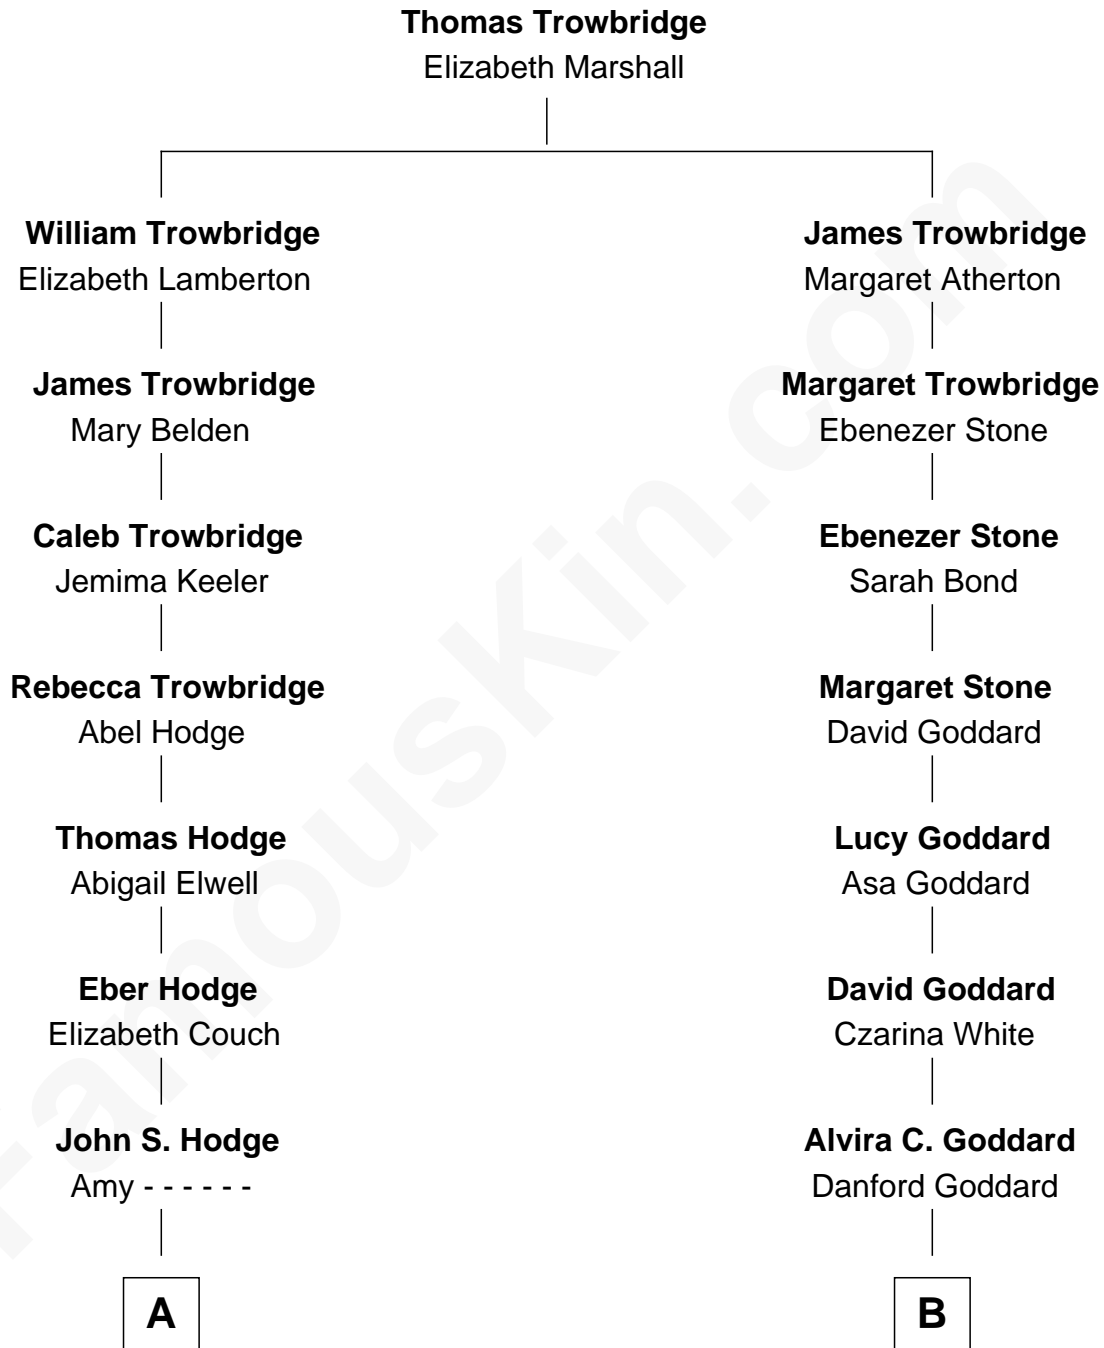 Thomas Trowbridge
Elizabeth Marshall
William Trowbridge
Elizabeth Lamberton
James Trowbridge
Mary Belden
Caleb Trowbridge
Jemima Keeler
Rebecca Trowbridge
Abel Hodge
Thomas Hodge
Abigail Elwell
Eber Hodge
Elizabeth Couch
John S. Hodge
Amy - - - - - -
A
James Trowbridge
Margaret Atherton
Margaret Trowbridge
Ebenezer Stone
Ebenezer Stone
Sarah Bond
Margaret Stone
David Goddard
Lucy Goddard
Asa Goddard
David Goddard
Czarina White
Alvira C. Goddard
Danford Goddard
B
FamousKin.com